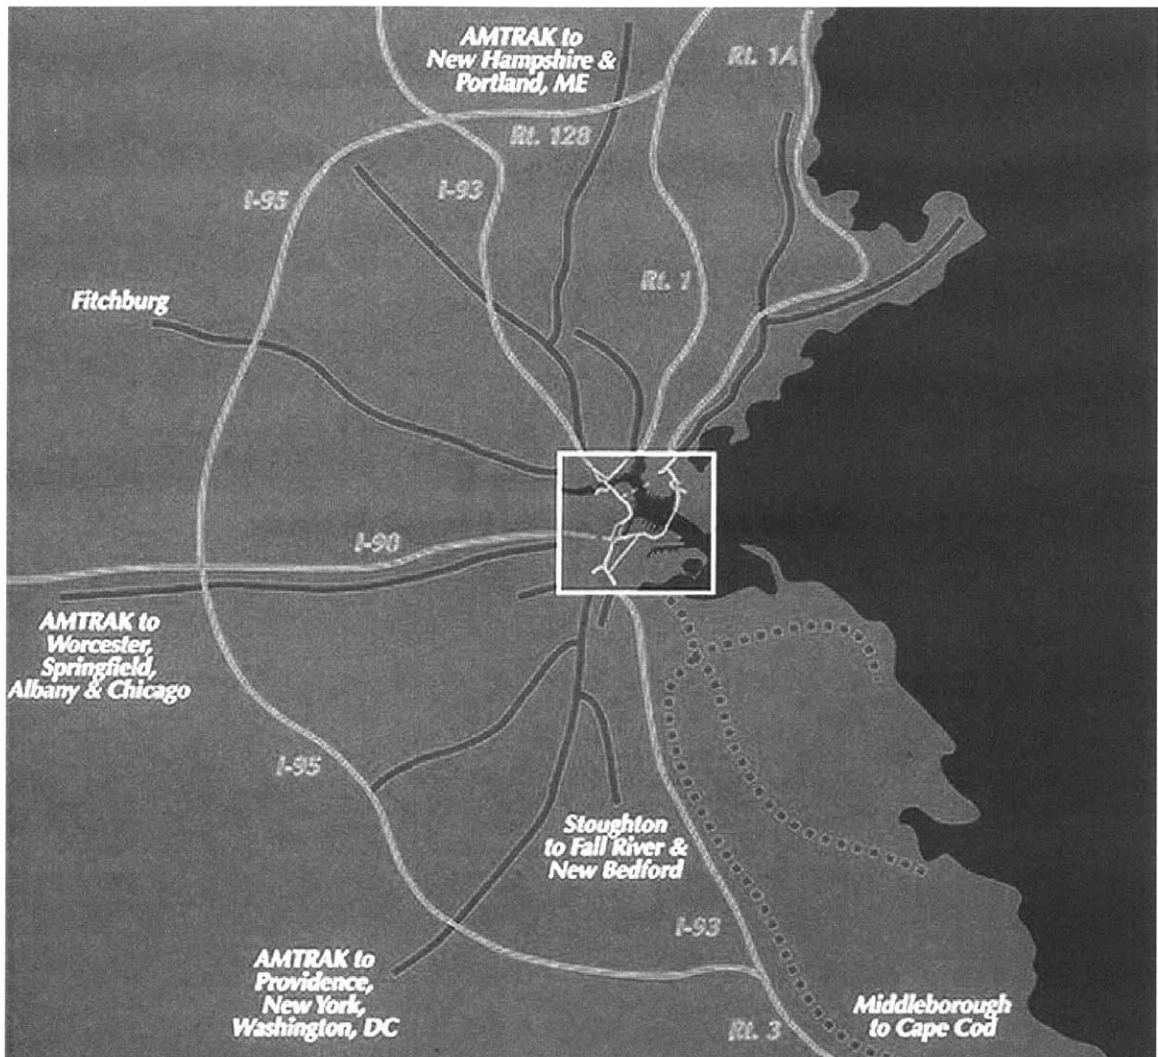 AMTRAK to
New Hampshire &
Portland, ME
Rt. 1A
Rt. 128
I-95
I-93
Rt. 1
Fitchburg
I-90
AMTRAK to
Worcester,
Springfield,
Albany & Chicago
I-95
Stoughton
to Fall River &
New Bedford
I-93
AMTRAK to
Providence,
New York,
Washington, DC
Middleborough
to Cape Cod
Rt. 3